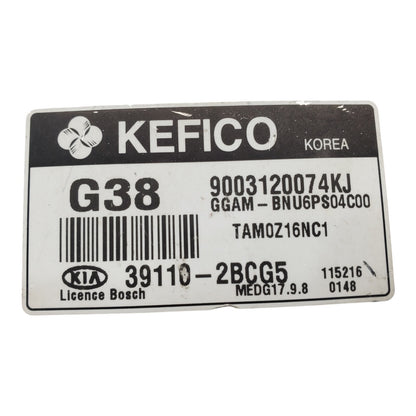 KEFICO KOREA
G38 9003120074KJ
GGAM-BNU6PS04C00
TAM0Z16NC1
KIA 39110-2BCG5 115216
Licence Bosch MEDG17.9.8 0148